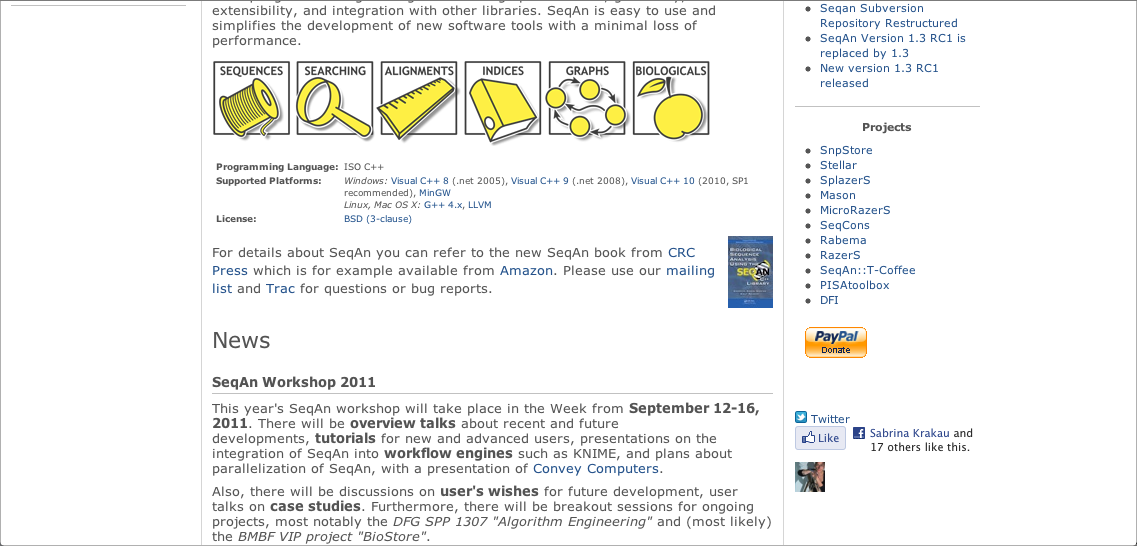 extensibility, and integration with other libraries. SeqAn is easy to use and
simplifies the development of new software tools with a minimal loss of
performance.
SEQUENCES SEARCHING ALIGNMENTS INDICES GRAPHS BIOLOGICALS
Programming Language: ISO C++
Supported Platforms: Windows: Visual C++ 8 (.net 2005), Visual C++ 9 (.net 2008), Visual C++ 10 (2010, SP1
recommended), MinGW
Linux, Mac OS X: G++ 4.x, LLVM
License: BSD (3-clause)
For details about SeqAn you can refer to the new SeqAn book from CRC
Press which is for example available from Amazon. Please use our mailing
list and Trac for questions or bug reports.
BIOLOGICAL
SEQUENCE
ANALYSIS
USING THE
SEQAN
C++
LIBRARY
News
SeqAn Workshop 2011
This year's SeqAn workshop will take place in the Week from September 12-16,
2011. There will be overview talks about recent and future
developments, tutorials for new and advanced users, presentations on the
integration of SeqAn into workflow engines such as KNIME, and plans about
parallelization of SeqAn, with a presentation of Convey Computers.
Also, there will be discussions on user's wishes for future development, user
talks on case studies. Furthermore, there will be breakout sessions for ongoing
projects, most notably the DFG SPP 1307 "Algorithm Engineering" and (most likely)
the BMBF VIP project "BioStore".
Seqan Subversion
Repository Restructured
SeqAn Version 1.3 RC1 is
replaced by 1.3
New version 1.3 RC1
released
Projects
SnpStore
Stellar
SplazerS
Mason
MicroRazerS
SeqCons
Rabema
RazerS
SeqAn::T-Coffee
PISAtoolbox
DFI
PayPal
Donate
Twitter
Like Sabrina Krakau and
17 others like this.